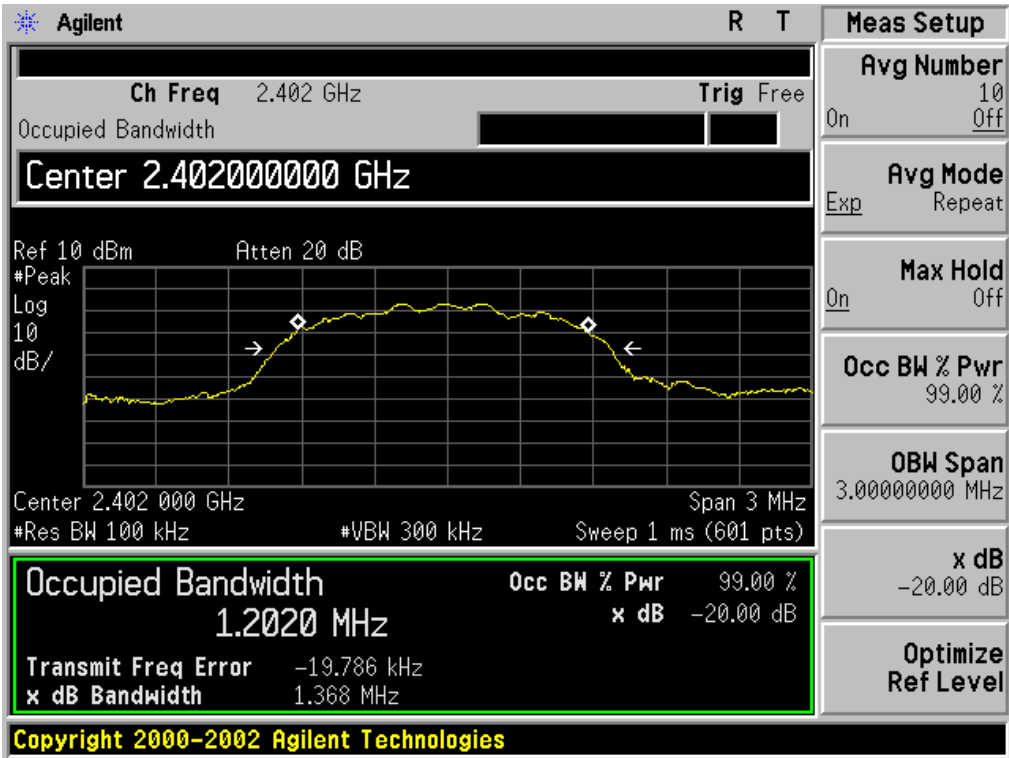 Agilent R T
Ch Freq 2.402 GHz Trig Free
Occupied Bandwidth
Center 2.402000000 GHz
Ref 10 dBm Atten 20 dB
#Peak
Log
10
dB/
Center 2.402 000 GHz Span 3 MHz
#Res BW 100 kHz #VBW 300 kHz Sweep 1 ms (601 pts)
Occupied Bandwidth
1.2020 MHz
Occ BW % Pwr 99.00 %
x dB -20.00 dB
Transmit Freq Error -19.786 kHz
x dB Bandwidth 1.368 MHz
Copyright 2000-2002 Agilent Technologies
Meas Setup
Avg Number
10
On Off
Avg Mode
Exp Repeat
Max Hold
On Off
Occ BW % Pwr
99.00 %
OBW Span
3.00000000 MHz
x dB
-20.00 dB
Optimize
Ref Level